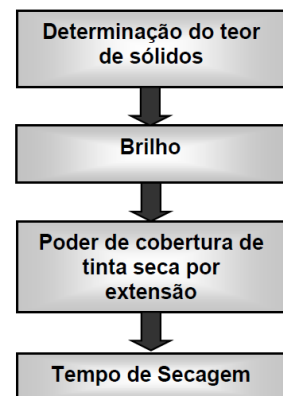 Determinação do teor
de sólidos
Brilho
Poder de cobertura de
tinta seca por
extensão
Tempo de Secagem